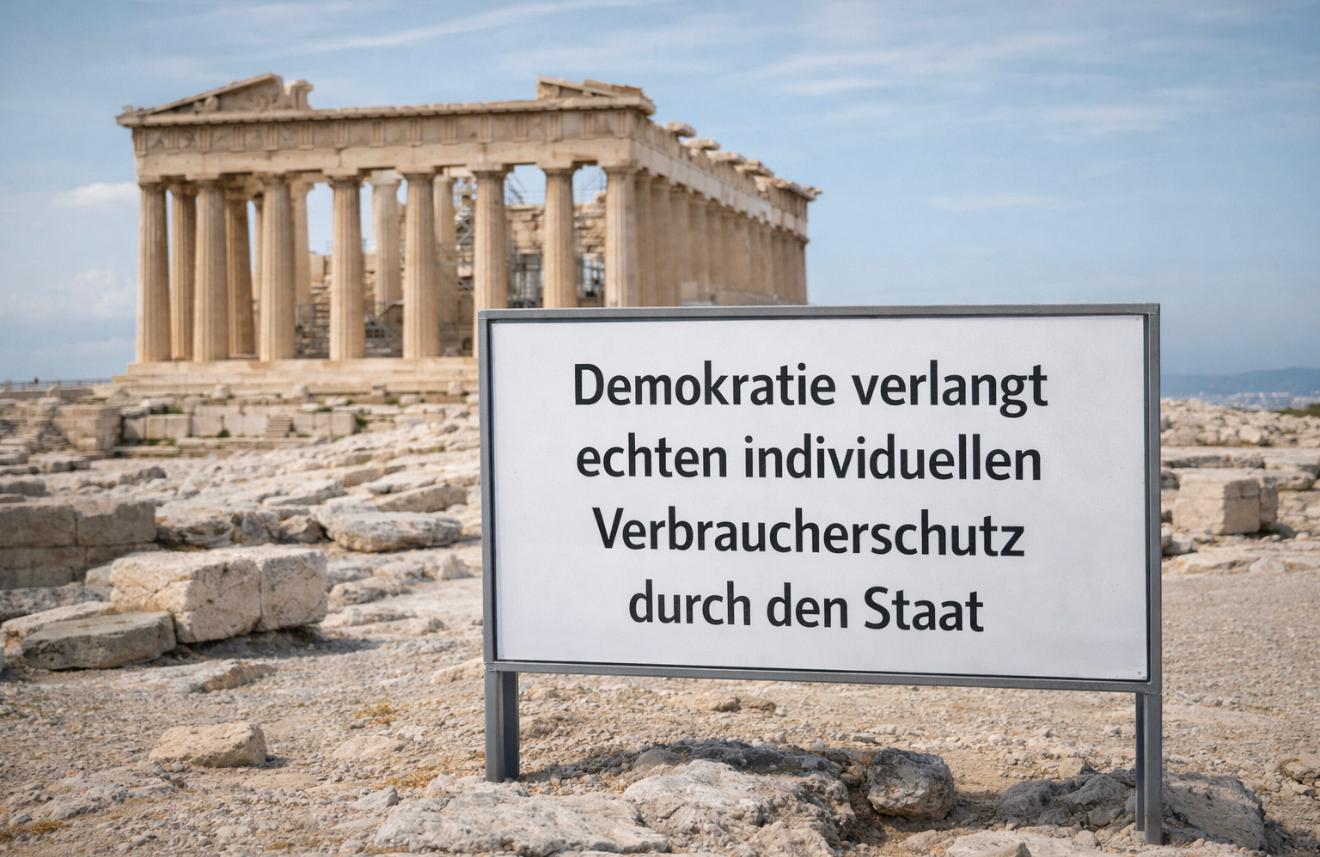 Demokratie verlangt
echten individuellen
Verbraucherschutz
durch den Staat